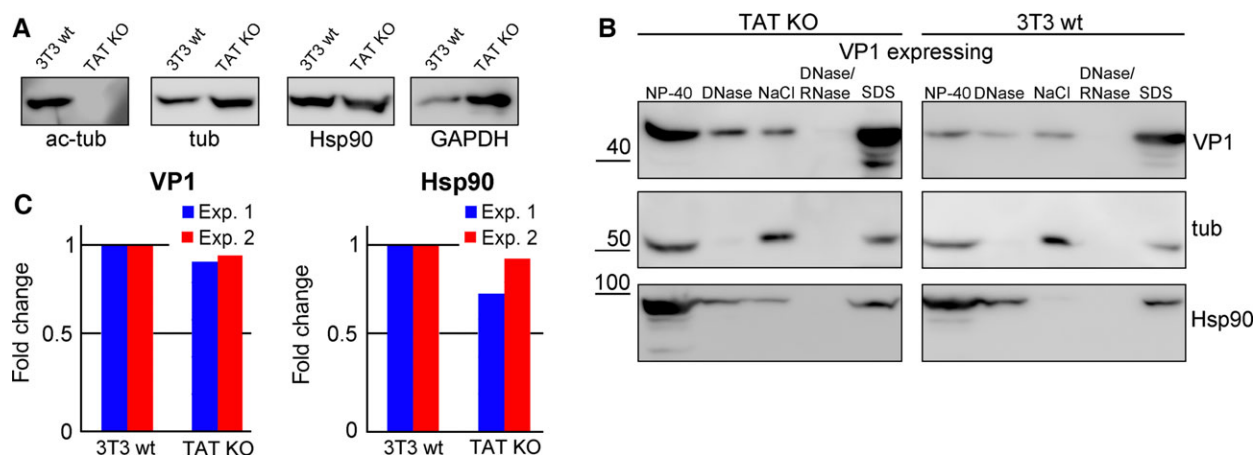 A
3T3 wt TAT KO 3T3 wt TAT KO 3T3 wt TAT KO 3T3 wt TAT KO
ac-tub tub Hsp90 GAPDH
B
TAT KO 3T3 wt
VP1 expressing
NP-40 DNase NaCl DNase/ RNase SDS NP-40 DNase NaCl DNase/ RNase SDS
40 VP1
50 tub
100 Hsp90
C
VP1
Exp. 1
Exp. 2
Fold change
1
0.5
0
3T3 wt TAT KO
Hsp90
Exp. 1
Exp. 2
Fold change
1
0.5
0
3T3 wt TAT KO